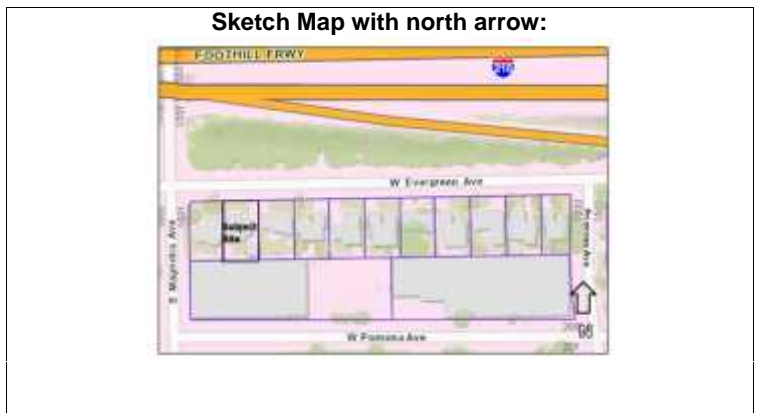 Sketch Map with north arrow:
FOOTHILL FRWY
210
W Evergreen Ave
Subject
Site
S Magnolia Ave
W Pomona Ave